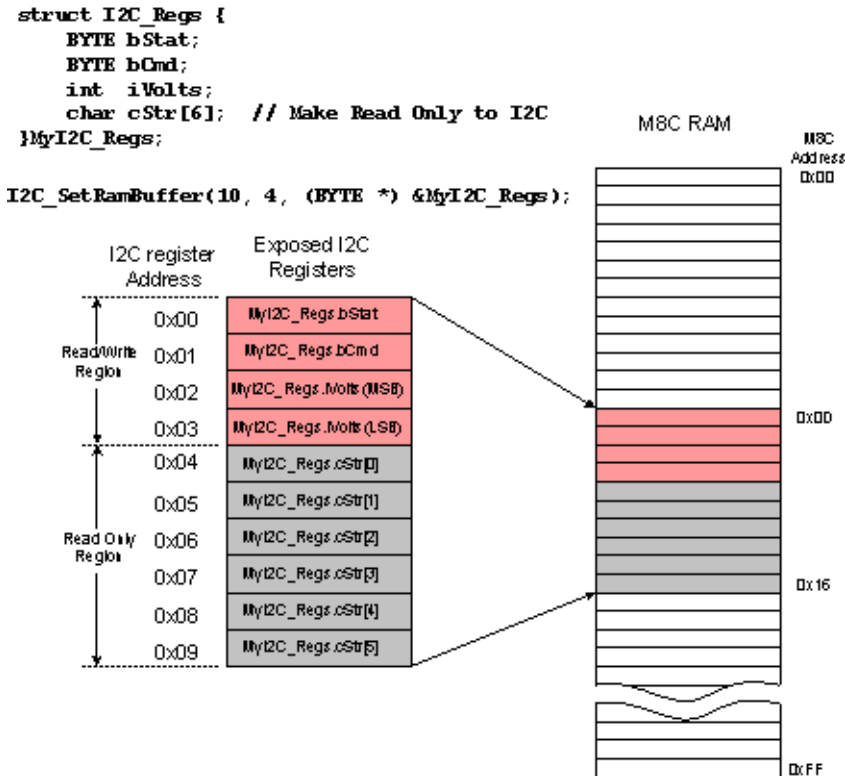 struct I2C_Regs {
BYTE bStat;
BYTE bCmd;
int iVolts;
char cStr[6]; // Make Read Only to I2C
}MyI2C_Regs;
I2C_SetRamBuffer(10, 4, (BYTE *) &MyI2C_Regs);
M8C RAM
M8C
Address
0x00
I2C register
Address
Exposed I2C
Registers
Read/Write
Region
0x00 MyI2C_Regs.bStat
0x01 MyI2C_Regs.bCmd
0x02 MyI2C_Regs.iVolts (MSB)
0x03 MyI2C_Regs.iVolts (LSB)
Read Only
Region
0x04 MyI2C_Regs.cStr[0]
0x05 MyI2C_Regs.cStr[1]
0x06 MyI2C_Regs.cStr[2]
0x07 MyI2C_Regs.cStr[3]
0x08 MyI2C_Regs.cStr[4]
0x09 MyI2C_Regs.cStr[5]
0x16
0xFF